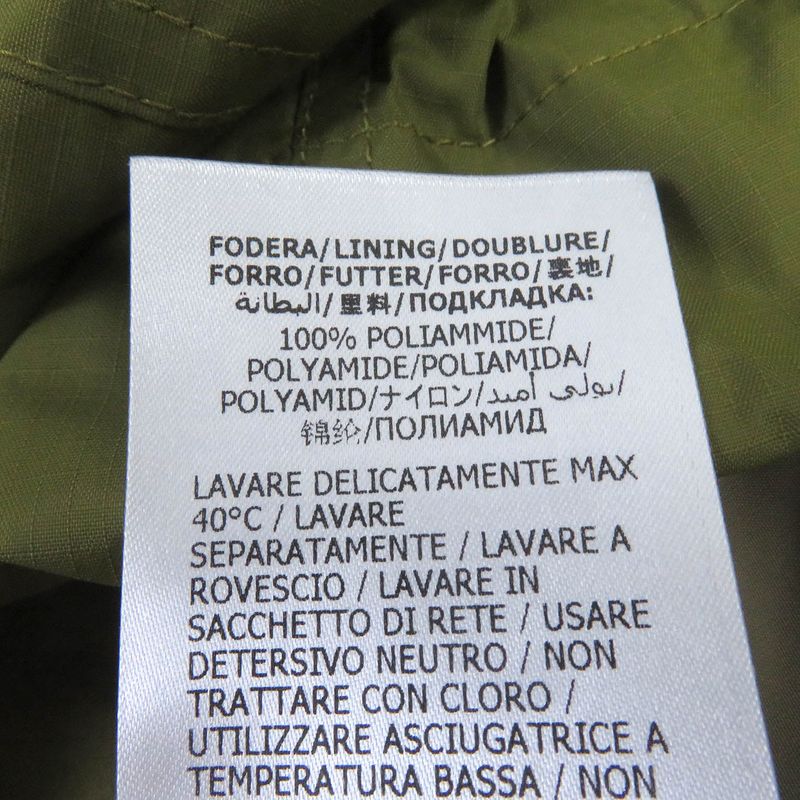 FODERA/LINING/DOUBLURE/
FORRO/FUTTER/FORRO/裏地/
البطانة/里料/ПОДКЛАДКА:
100% POLIAMMIDE/
POLYAMIDE/POLIAMIDA/
POLYAMID/ナイロン/بولي أميد/
锦纶/ПОЛИАМИД
LAVARE DELICATAMENTE MAX
40°C / LAVARE
SEPARATAMENTE / LAVARE A
ROVESCIO / LAVARE IN
SACCHETTO DI RETE / USARE
DETERSIVO NEUTRO / NON
TRATTARE CON CLORO /
UTILIZZARE ASCIUGATRICE A
TEMPERATURA BASSA / NON